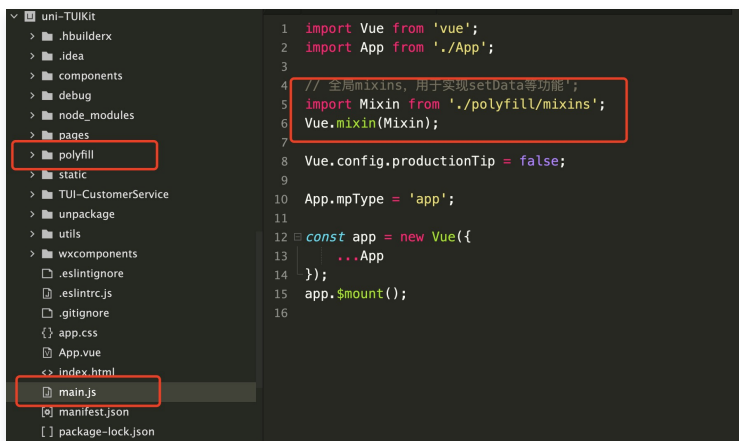 uni-TUIKit
.hbuilderx
.idea
components
debug
node_modules
pages
polyfill
static
TUI-CustomerService
unpackage
utils
wxcomponents
.eslintignore
.eslintrc.js
.gitignore
app.css
App.vue
index.html
main.js
manifest.json
package-lock.json
1 import Vue from 'vue';
2 import App from './App';
3
4 // 全局mixins，用于实现setData等功能';
5 import Mixin from './polyfill/mixins';
6 Vue.mixin(Mixin);
7
8 Vue.config.productionTip = false;
9
10 App.mpType = 'app';
11
12 const app = new Vue({
13 ...App
14 });
15 app.$mount();
16